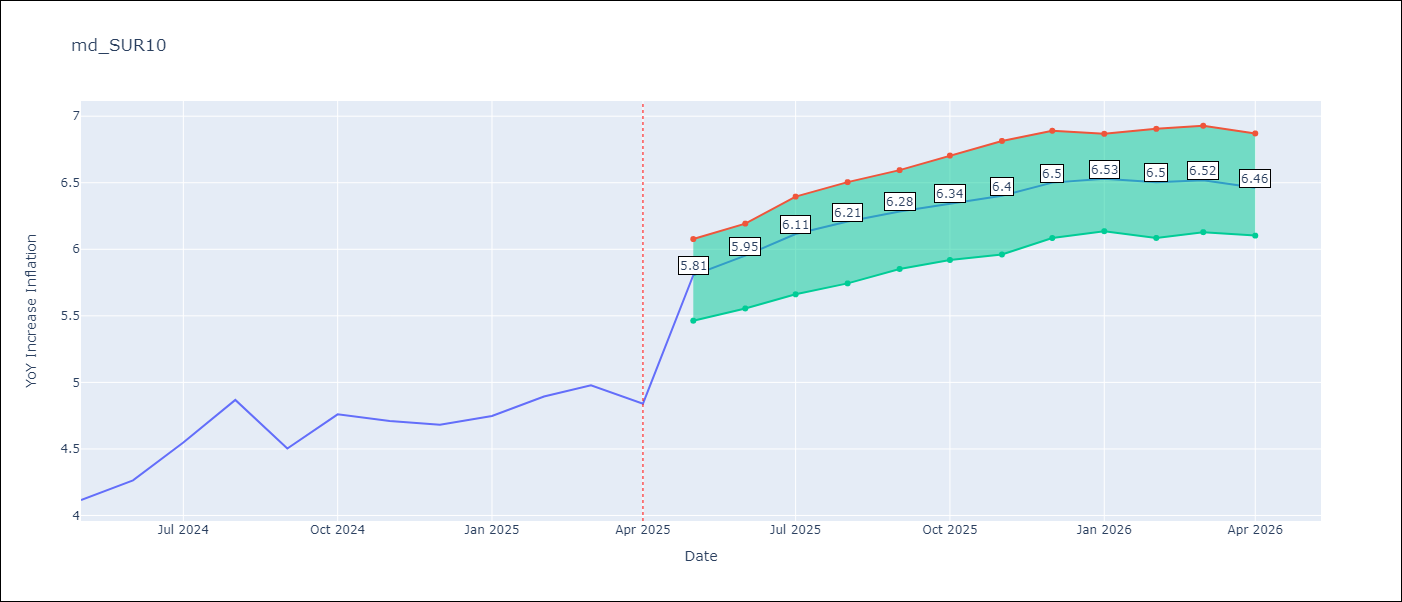 md_SUR10
YoY Increase Inflation
7
6.5
6
5.5
5
4.5
4
5.81
5.95
6.11
6.21
6.28
6.34
6.4
6.5
6.53
6.5
6.52
6.46
Jul 2024
Oct 2024
Jan 2025
Apr 2025
Jul 2025
Oct 2025
Jan 2026
Apr 2026
Date